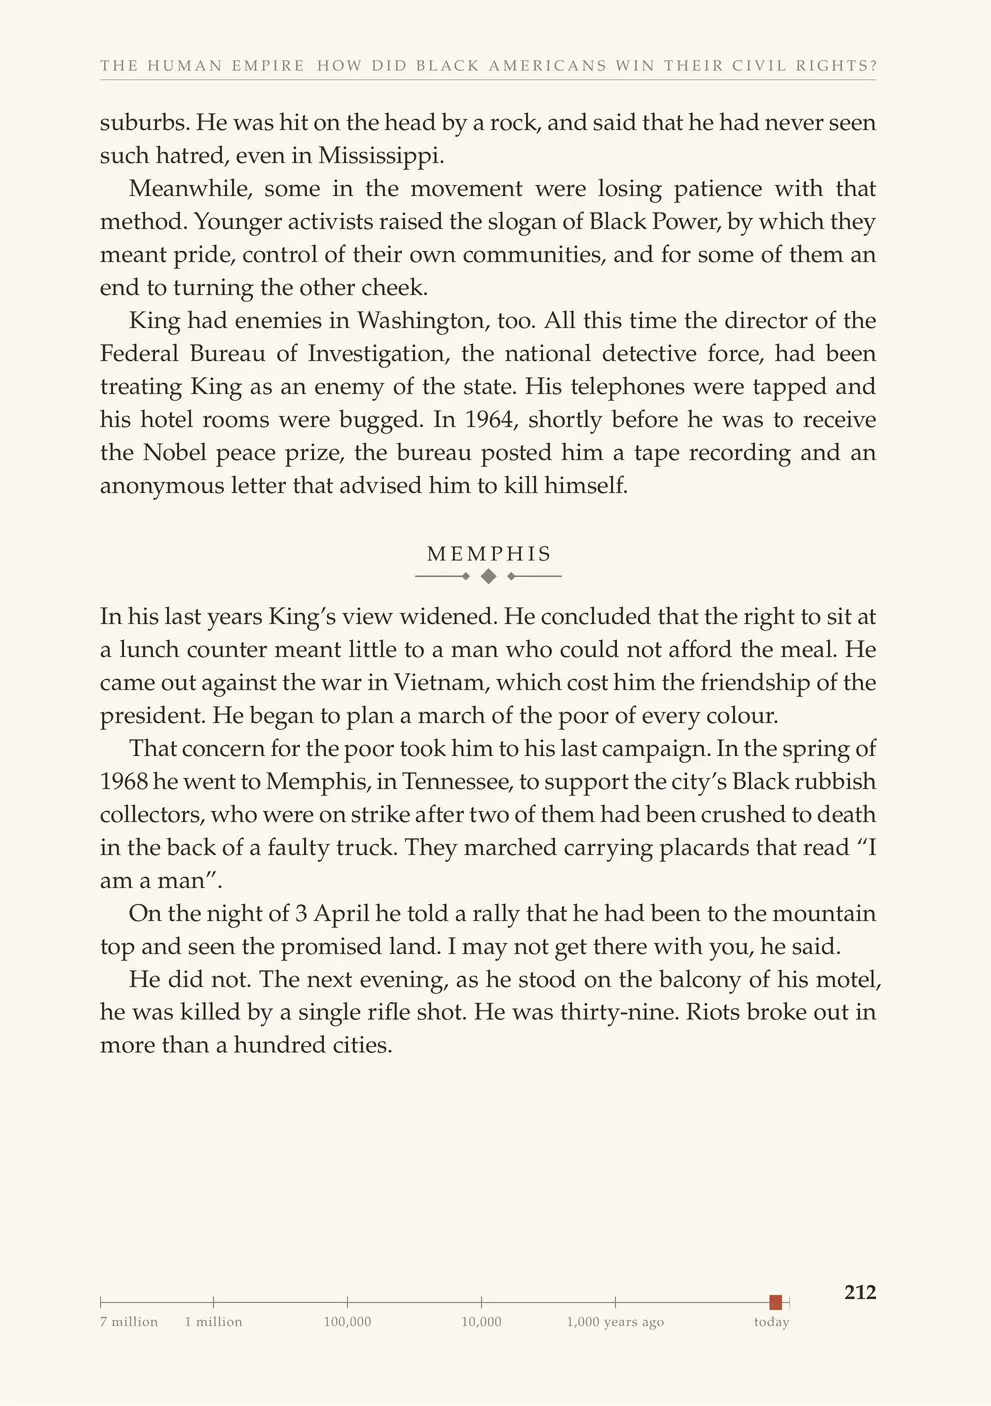 THE HUMAN EMPIRE HOW DID BLACK AMERICANS WIN THEIR CIVIL RIGHTS?
suburbs. He was hit on the head by a rock, and said that he had never seen
such hatred, even in Mississippi.
Meanwhile, some in the movement were losing patience with that
method. Younger activists raised the slogan of Black Power, by which they
meant pride, control of their own communities, and for some of them an
end to turning the other cheek.
King had enemies in Washington, too. All this time the director of the
Federal Bureau of Investigation, the national detective force, had been
treating King as an enemy of the state. His telephones were tapped and
his hotel rooms were bugged. In 1964, shortly before he was to receive
the Nobel peace prize, the bureau posted him a tape recording and an
anonymous letter that advised him to kill himself.
MEMPHIS
In his last years King’s view widened. He concluded that the right to sit at
a lunch counter meant little to a man who could not afford the meal. He
came out against the war in Vietnam, which cost him the friendship of the
president. He began to plan a march of the poor of every colour.
That concern for the poor took him to his last campaign. In the spring of
1968 he went to Memphis, in Tennessee, to support the city’s Black rubbish
collectors, who were on strike after two of them had been crushed to death
in the back of a faulty truck. They marched carrying placards that read “I
am a man”.
On the night of 3 April he told a rally that he had been to the mountain
top and seen the promised land. I may not get there with you, he said.
He did not. The next evening, as he stood on the balcony of his motel,
he was killed by a single rifle shot. He was thirty-nine. Riots broke out in
more than a hundred cities.
212
7 million 1 million 100,000 10,000 1,000 years ago today